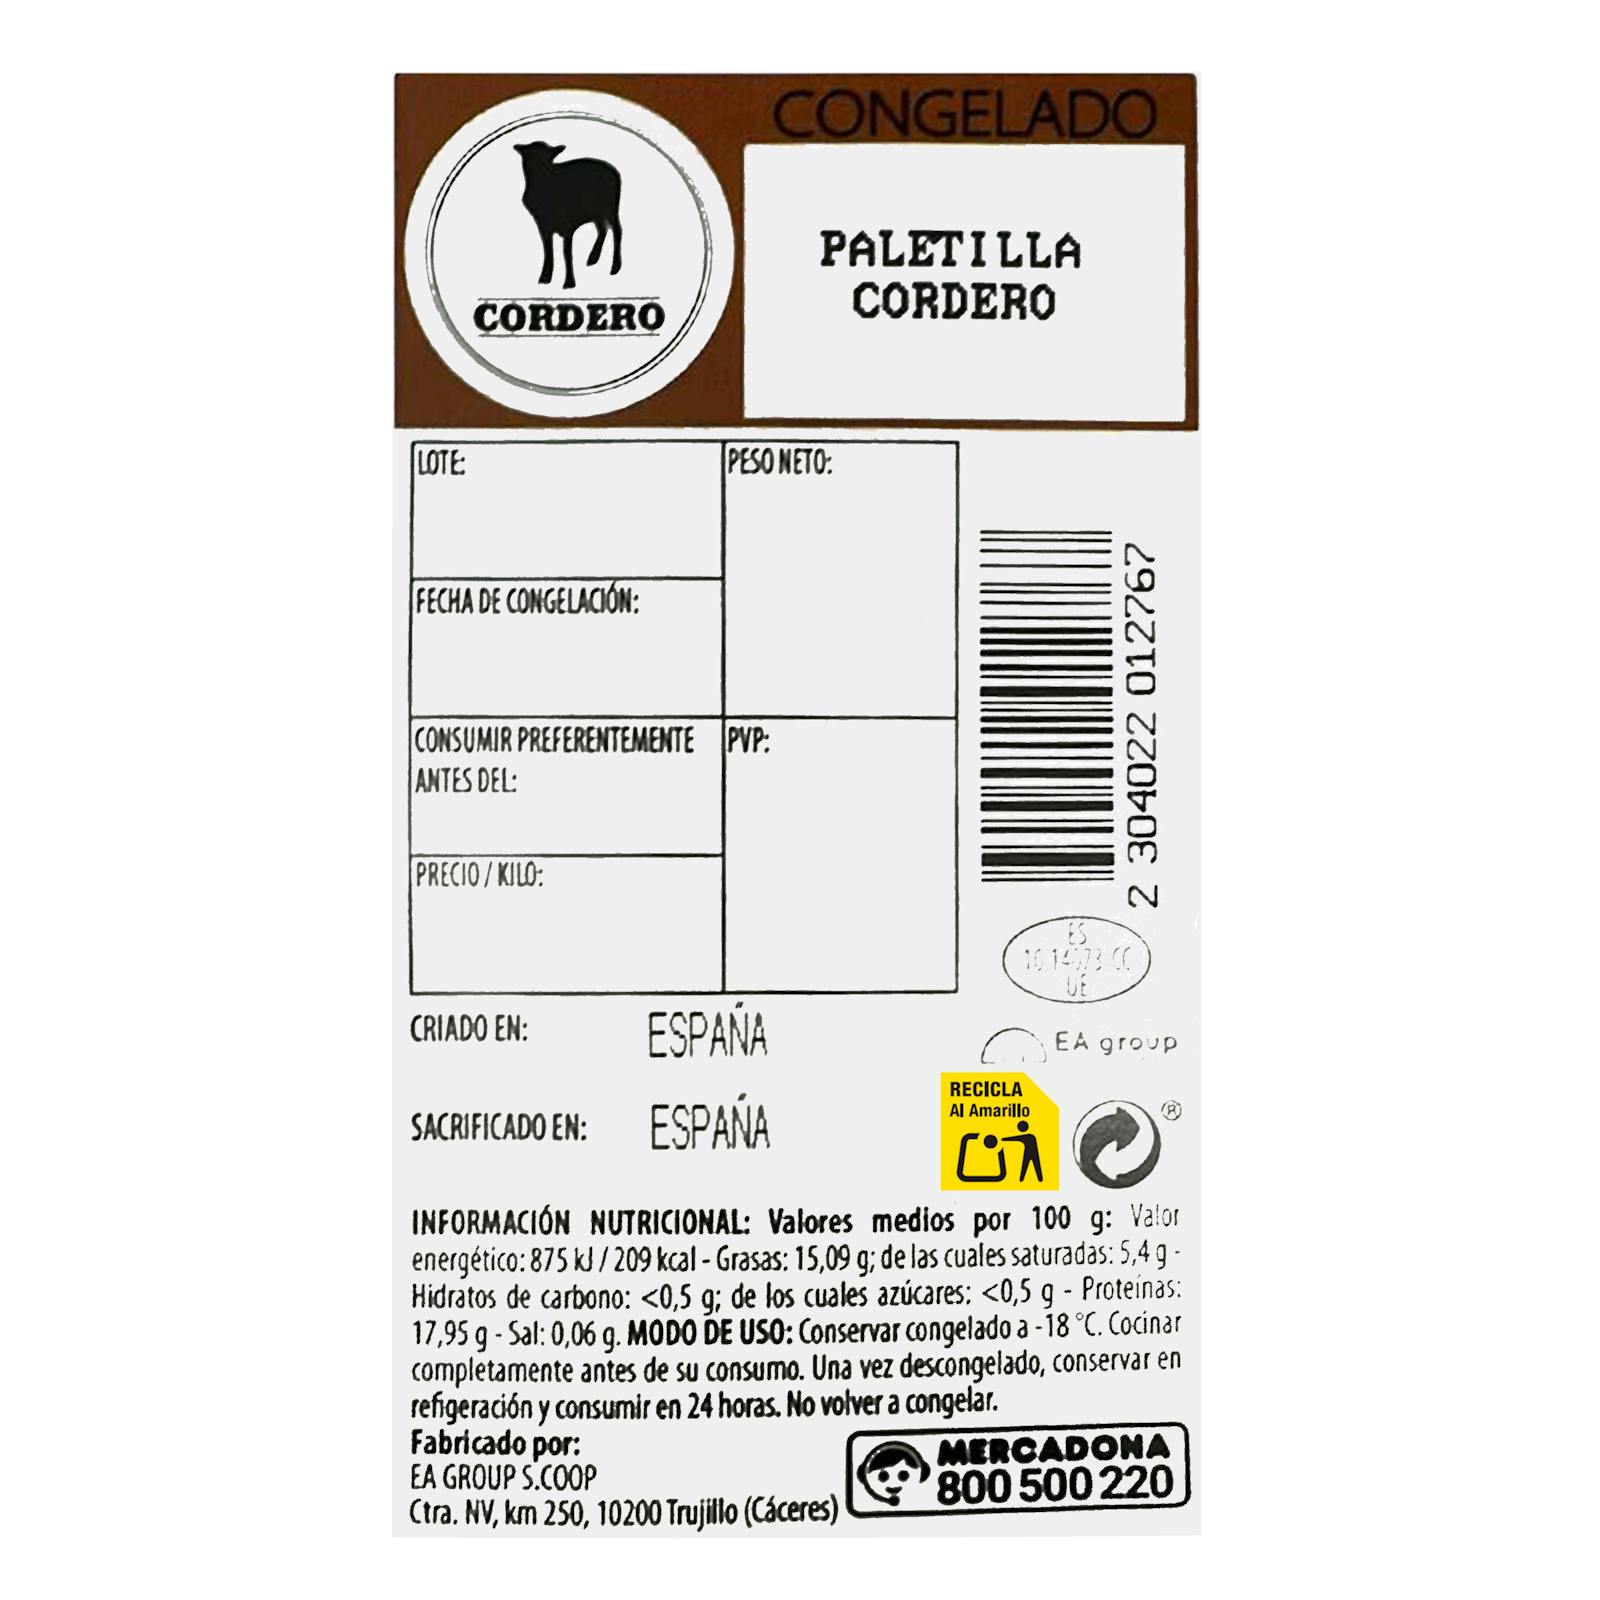 CONGELADO
CORDERO
PALETILLA
CORDERO
LOTE:
PESO NETO:
FECHA DE CONGELACIÓN:
CONSUMIR PREFERENTEMENTE
ANTES DEL:
PVP:
PRECIO / KILO:
2 304022 012767
ES
CC
UE
EA group
CRIADO EN: ESPAÑA
SACRIFICADO EN: ESPAÑA
RECICLA
Al Amarillo
®
INFORMACIÓN NUTRICIONAL: Valores medios por 100 g: Valor
energético: 875 kJ / 209 kcal - Grasas: 15,09 g; de las cuales saturadas: 5,4 g -
Hidratos de carbono: <0,5 g; de los cuales azúcares: <0,5 g - Proteínas:
17,95 g - Sal: 0,06 g. MODO DE USO: Conservar congelado a -18 °C. Cocinar
completamente antes de su consumo. Una vez descongelado, conservar en
refigeración y consumir en 24 horas. No volver a congelar.
Fabricado por:
EA GROUP S.COOP
Ctra. NV, km 250, 10200 Trujillo (Cáceres)
MERCADONA
800 500 220